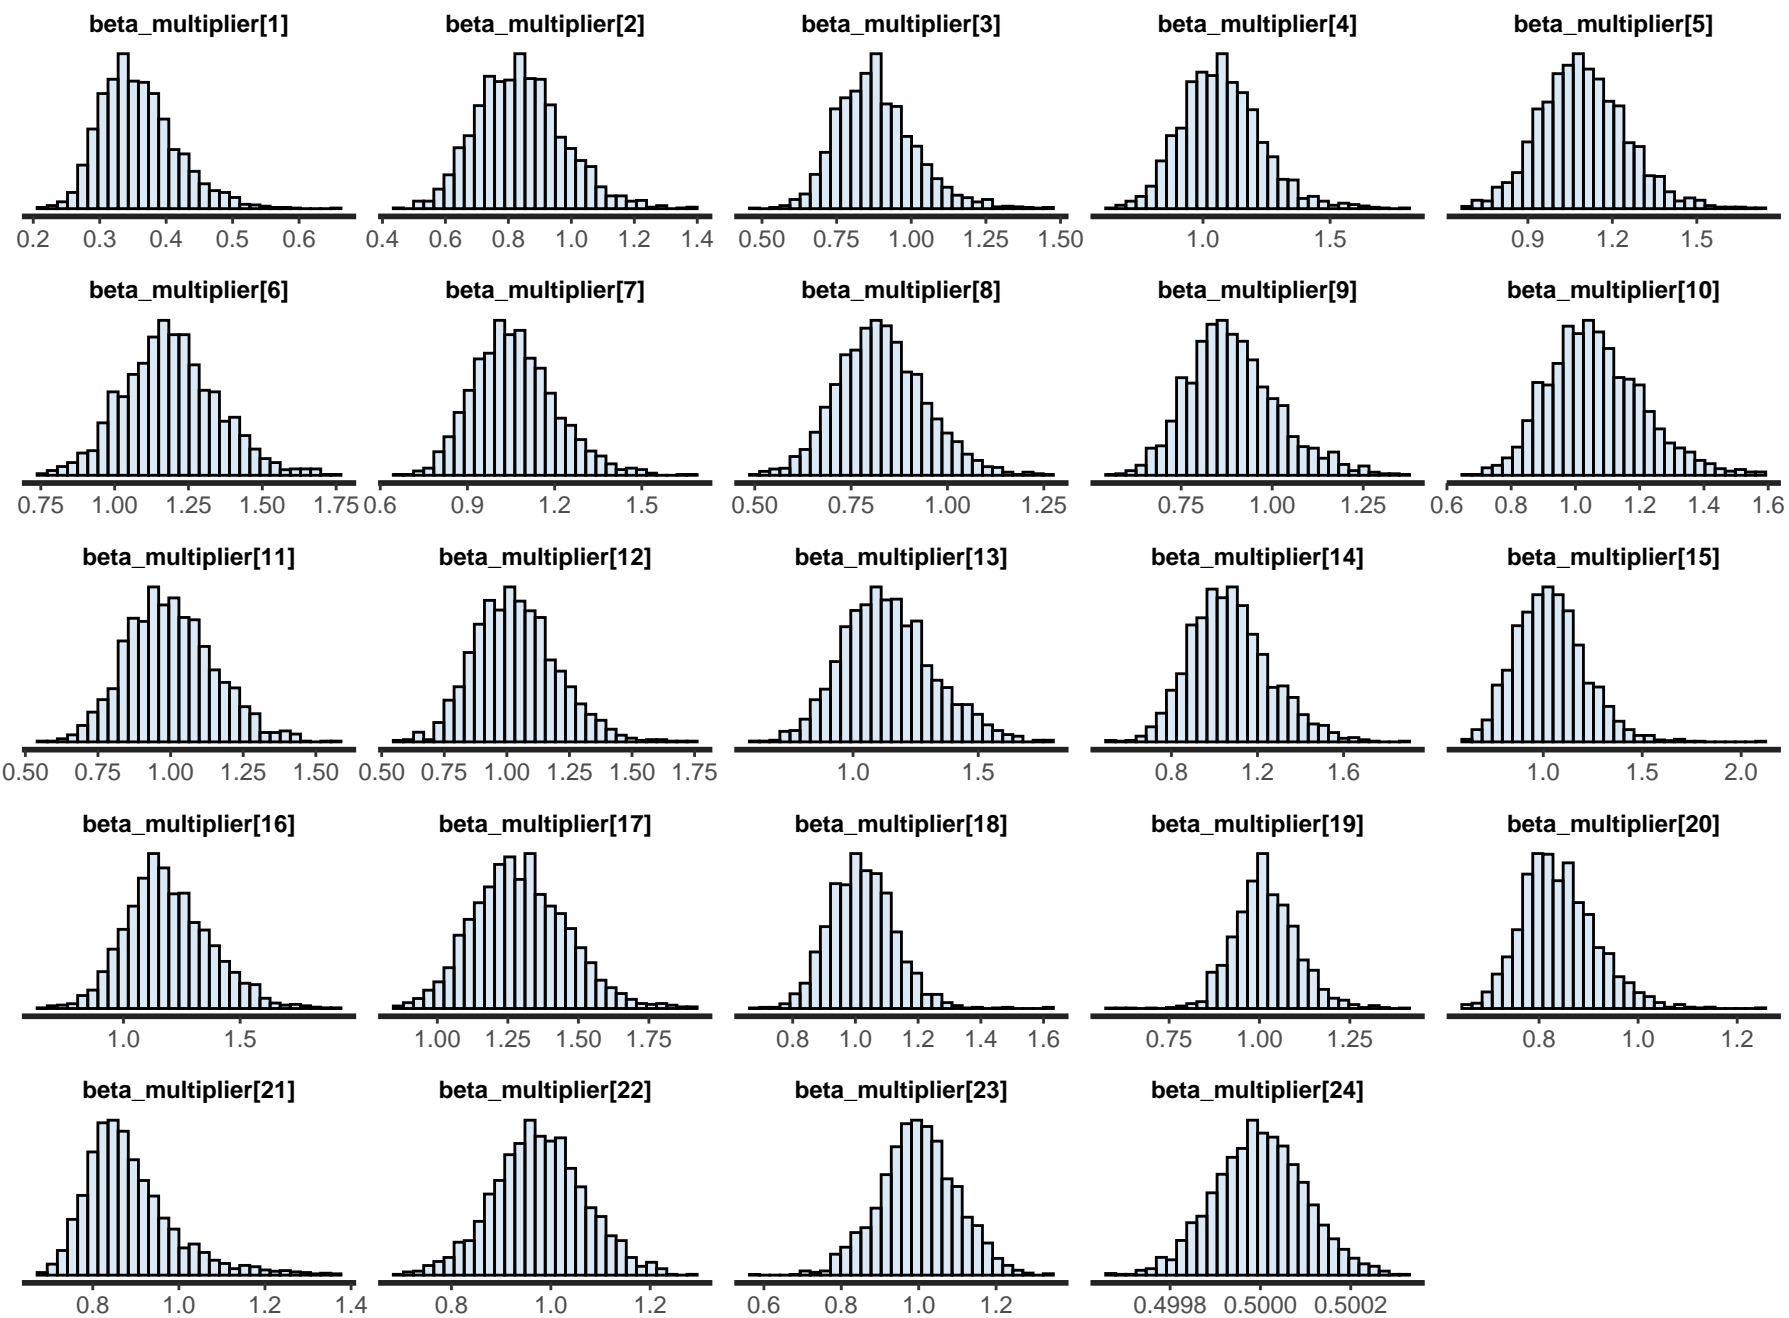 beta_multiplier[1] beta_multiplier[2] beta_multiplier[3] beta_multiplier[4] beta_multiplier[5]
0.2 0.3 0.4 0.5 0.6 0.4 0.6 0.8 1.0 1.2 1.4 0.50 0.75 1.00 1.25 1.50 1.0 1.5 0.9 1.2 1.5
beta_multiplier[6] beta_multiplier[7] beta_multiplier[8] beta_multiplier[9] beta_multiplier[10]
0.75 1.00 1.25 1.50 1.75 0.6 0.9 1.2 1.5 0.50 0.75 1.00 1.25 0.75 1.00 1.25 0.6 0.8 1.0 1.2 1.4 1.6
beta_multiplier[11] beta_multiplier[12] beta_multiplier[13] beta_multiplier[14] beta_multiplier[15]
0.50 0.75 1.00 1.25 1.50 0.50 0.75 1.00 1.25 1.50 1.75 1.0 1.5 0.8 1.2 1.6 1.0 1.5 2.0
beta_multiplier[16] beta_multiplier[17] beta_multiplier[18] beta_multiplier[19] beta_multiplier[20]
1.0 1.5 1.00 1.25 1.50 1.75 0.8 1.0 1.2 1.4 1.6 0.75 1.00 1.25 0.8 1.0 1.2
beta_multiplier[21] beta_multiplier[22] beta_multiplier[23] beta_multiplier[24]
0.8 1.0 1.2 1.4 0.8 1.0 1.2 0.6 0.8 1.0 1.2 0.4998 0.5000 0.5002